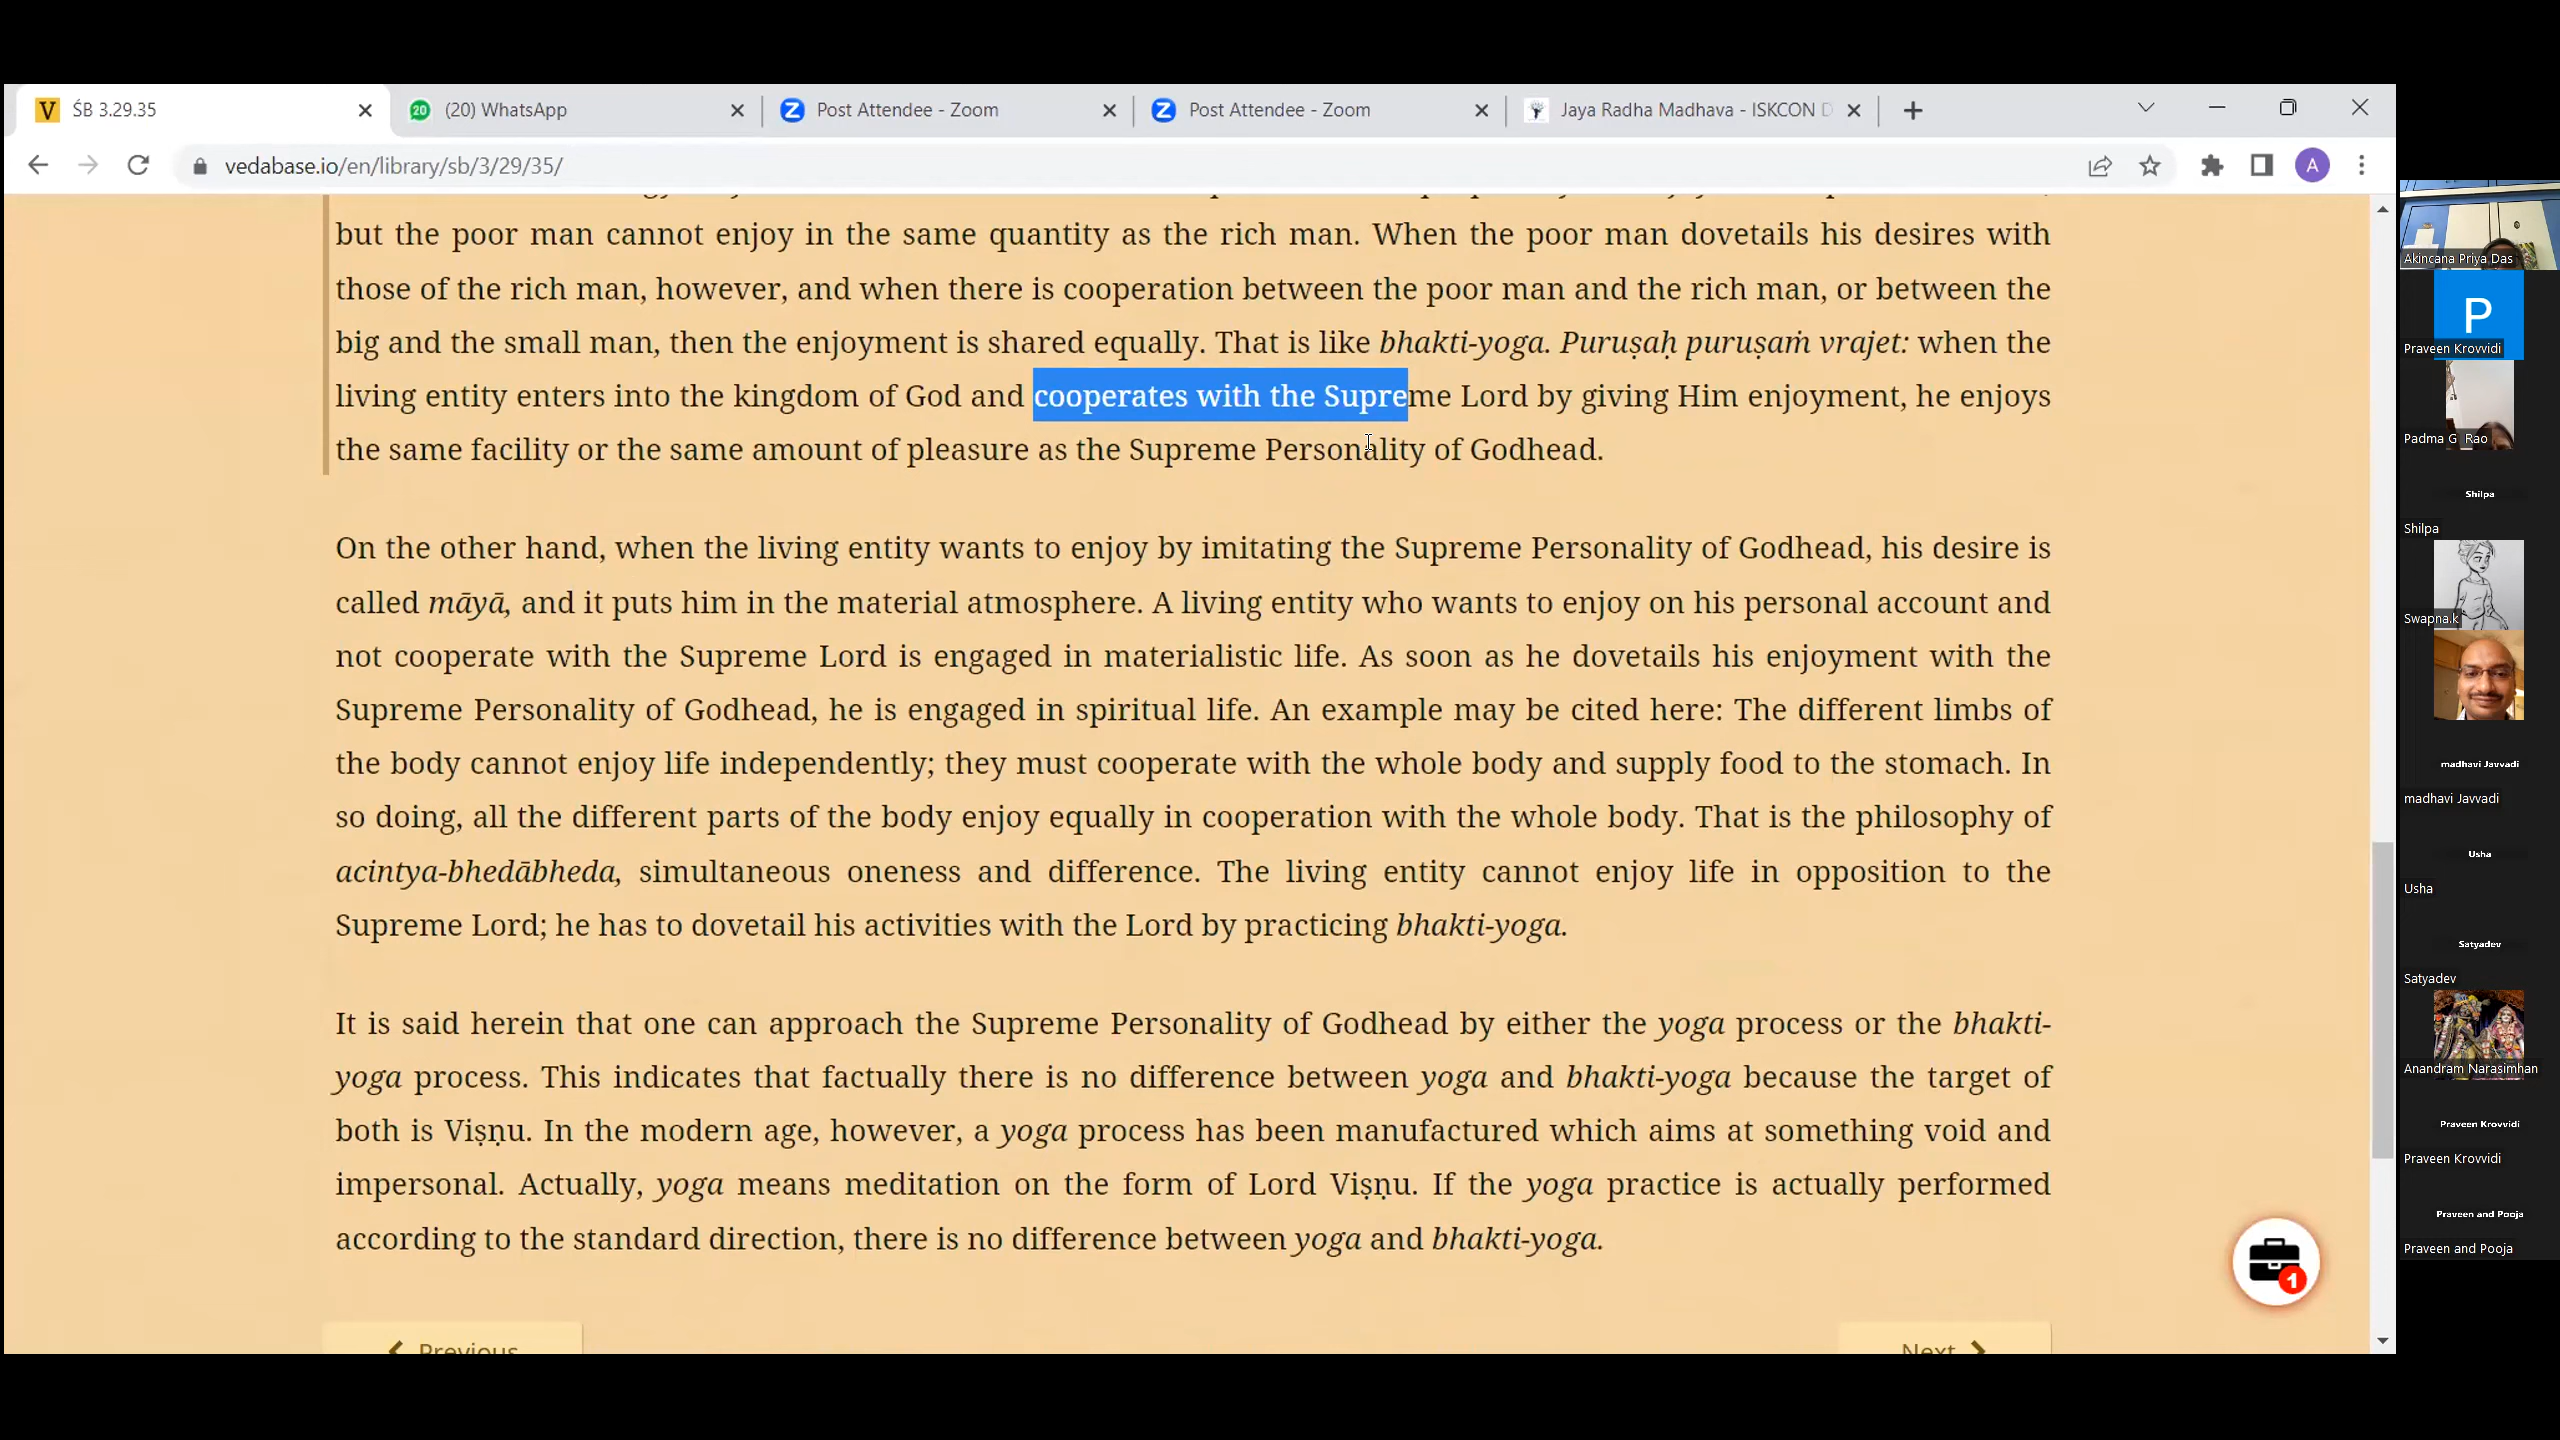 ŚB 3.29.35
(20) WhatsApp
Post Attendee - Zoom
Post Attendee - Zoom
Jaya Radha Madhava - ISKCON D
vedabase.io/en/library/sb/3/29/35/
A
but the poor man cannot enjoy in the same quantity as the rich man. When the poor man dovetails his desires with
those of the rich man, however, and when there is cooperation between the poor man and the rich man, or between the
big and the small man, then the enjoyment is shared equally. That is like bhakti-yoga. Puruṣaḥ puruṣaṁ vrajet: when the
living entity enters into the kingdom of God and cooperates with the Supreme Lord by giving Him enjoyment, he enjoys
the same facility or the same amount of pleasure as the Supreme Personality of Godhead.
On the other hand, when the living entity wants to enjoy by imitating the Supreme Personality of Godhead, his desire is
called māyā, and it puts him in the material atmosphere. A living entity who wants to enjoy on his personal account and
not cooperate with the Supreme Lord is engaged in materialistic life. As soon as he dovetails his enjoyment with the
Supreme Personality of Godhead, he is engaged in spiritual life. An example may be cited here: The different limbs of
the body cannot enjoy life independently; they must cooperate with the whole body and supply food to the stomach. In
so doing, all the different parts of the body enjoy equally in cooperation with the whole body. That is the philosophy of
acintya-bhedābheda, simultaneous oneness and difference. The living entity cannot enjoy life in opposition to the
Supreme Lord; he has to dovetail his activities with the Lord by practicing bhakti-yoga.
It is said herein that one can approach the Supreme Personality of Godhead by either the yoga process or the bhakti-
yoga process. This indicates that factually there is no difference between yoga and bhakti-yoga because the target of
both is Viṣṇu. In the modern age, however, a yoga process has been manufactured which aims at something void and
impersonal. Actually, yoga means meditation on the form of Lord Viṣṇu. If the yoga practice is actually performed
according to the standard direction, there is no difference between yoga and bhakti-yoga.
Previous
Next
1
Akincana Priya Das
P
Praveen Krovvidi
Padma G Rao
Shilpa
Shilpa
Swapna.k
madhavi Javvadi
madhavi Javvadi
Usha
Usha
Satyadev
Satyadev
Anandram Narasimhan
Praveen Krovvidi
Praveen Krovvidi
Praveen and Pooja
Praveen and Pooja